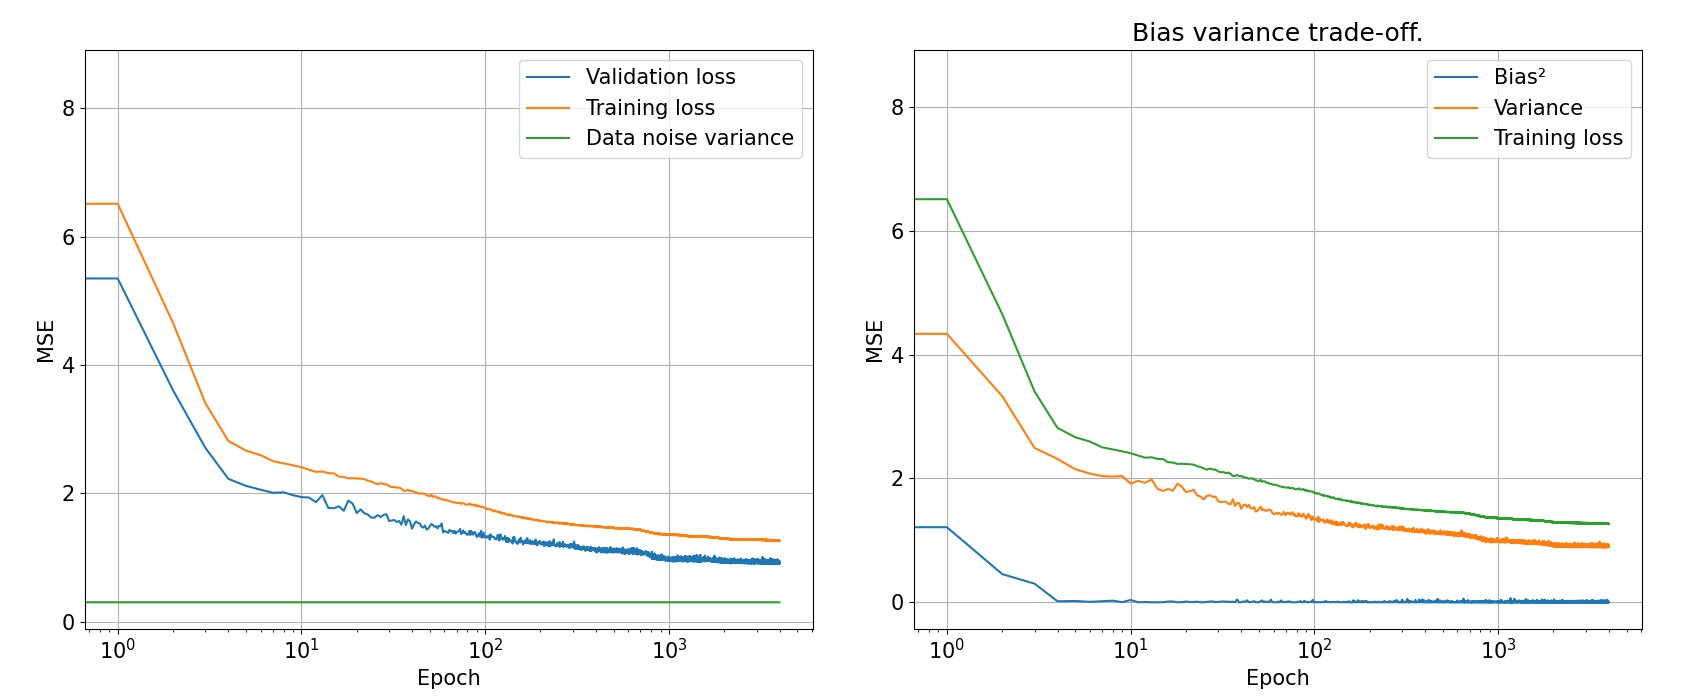 Validation loss
Training loss
Data noise variance
8
6
4
2
0
MSE
10⁰ 10¹ 10² 10³
Epoch
Bias variance trade-off.
Bias²
Variance
Training loss
8
6
4
2
0
MSE
10⁰ 10¹ 10² 10³
Epoch